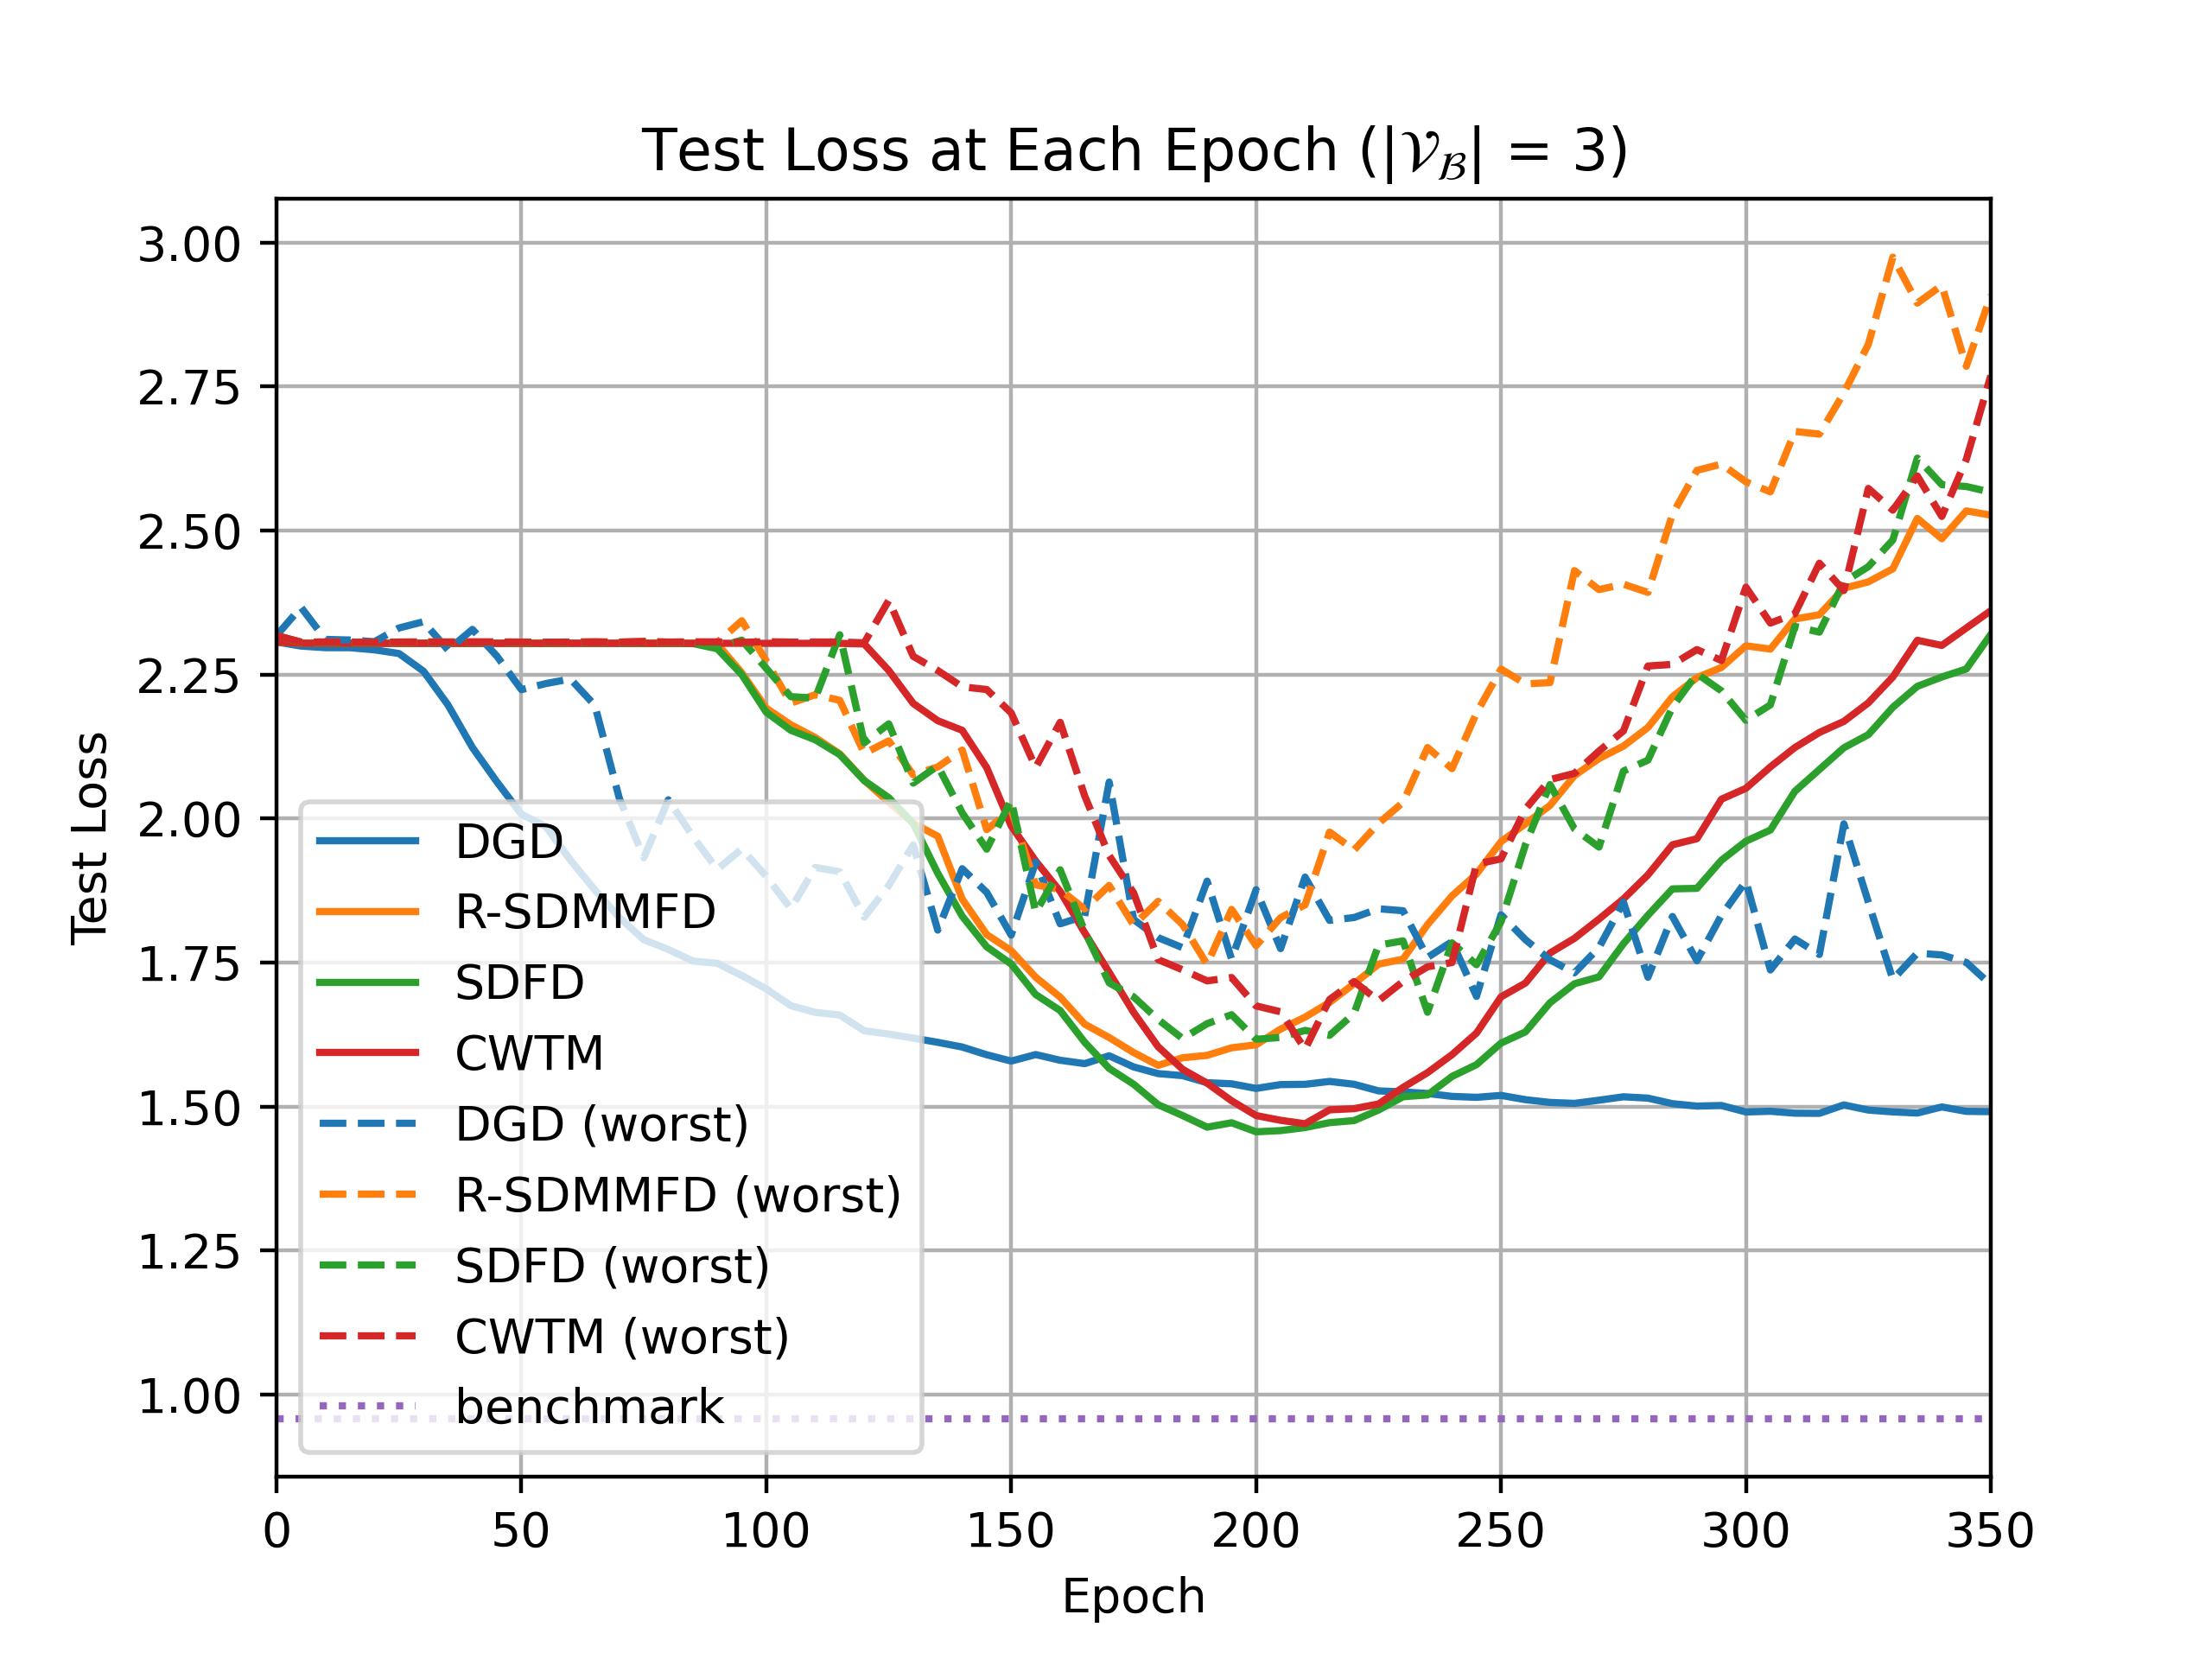 Test Loss at Each Epoch (|𝒱_ℬ| = 3)
3.00
2.75
2.50
2.25
2.00
1.75
1.50
1.25
1.00
Test Loss
DGD
R-SDMMFD
SDFD
CWTM
DGD (worst)
R-SDMMFD (worst)
SDFD (worst)
CWTM (worst)
benchmark
0 50 100 150 200 250 300 350
Epoch